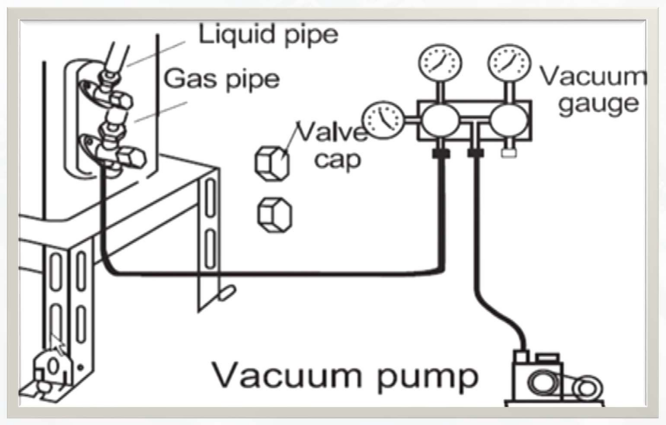 Liquid pipe
Gas pipe
Vacuum
gauge
Valve
cap
Vacuum pump